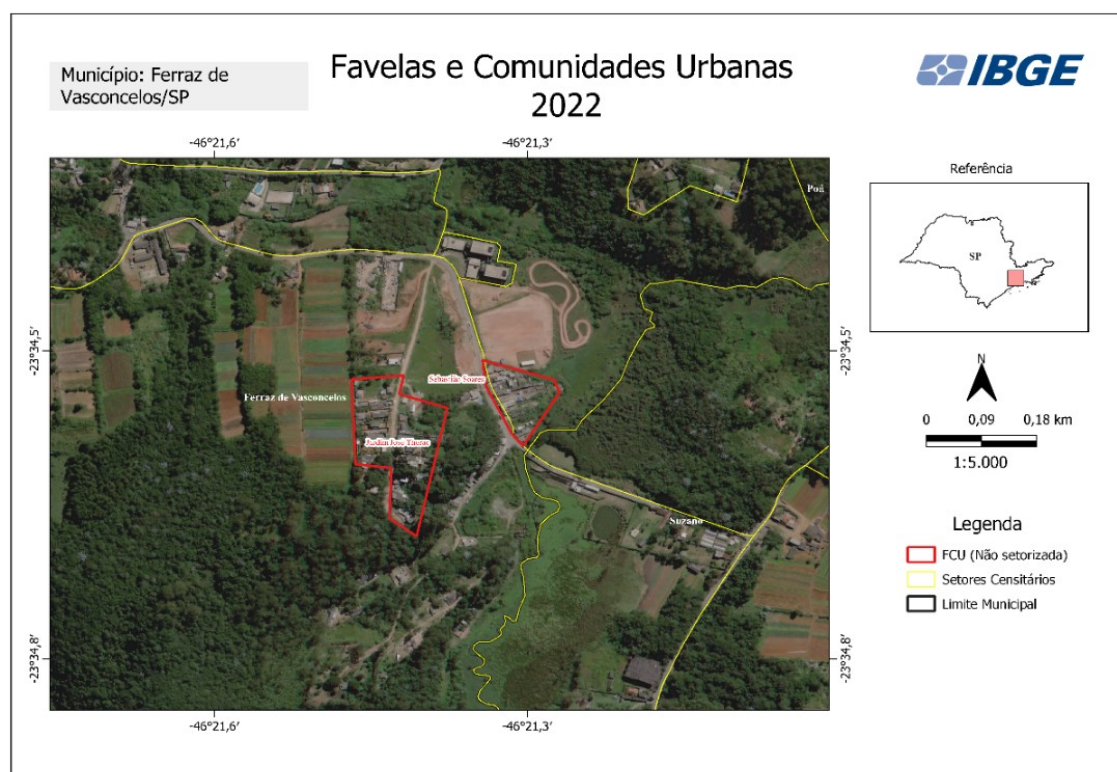 Município: Ferraz de
Vasconcelos/SP
Favelas e Comunidades Urbanas
2022
IBGE
-46°21,6'
-46°21,3'
Poá
Referência
SP
-23°34,5'
-23°34,5'
Sebastião Soares
Ferraz de Vasconcelos
N
0 0,09 0,18 km
1:5.000
Suzano
Legenda
FCU (Não setorizada)
Setores Censitários
Limite Municipal
-23°34,8'
-23°34,8'
-46°21,6'
-46°21,3'